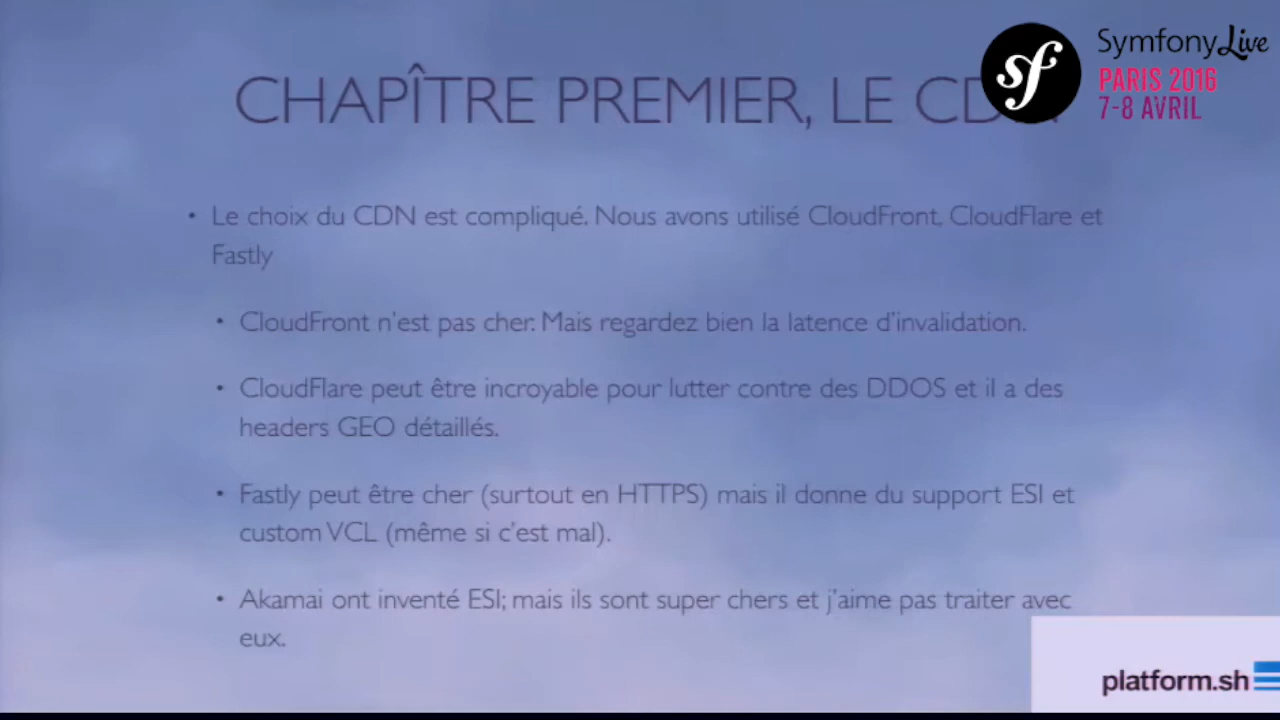 SymfonyLive
PARIS 2016
7-8 AVRIL
sf
CHAPÎTRE PREMIER, LE
• Le choix du CDN est compliqué. Nous avons utilisé CloudFront, CloudFlare et
Fastly
• CloudFront n'est pas cher. Mais regardez bien la latence d'invalidation.
• CloudFlare peut être incroyable pour lutter contre des DDOS et il a des
headers GEO détaillés.
• Fastly peut être cher (surtout en HTTPS) mais il donne du support ESI et
custom VCL (même si c'est mal).
• Akamai ont inventé ESI; mais ils sont super chers et j'aime pas traiter avec
eux.
platform.sh